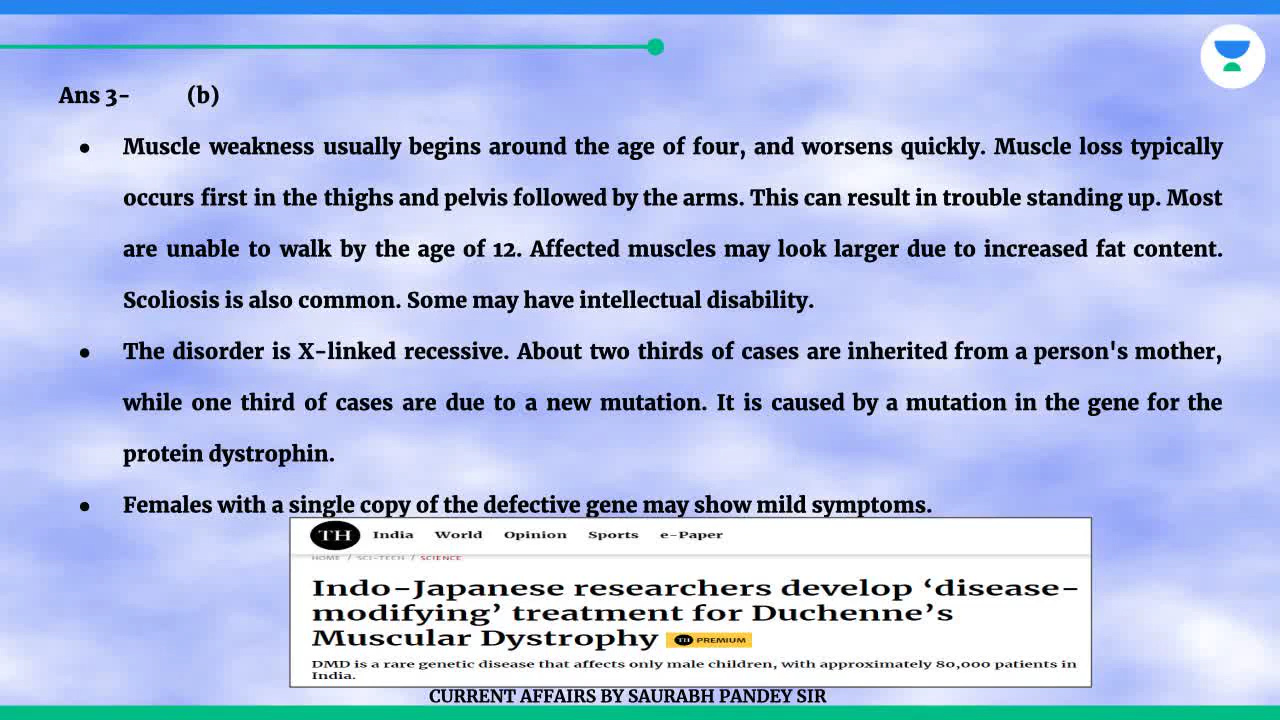 Ans 3- (b)
● Muscle weakness usually begins around the age of four, and worsens quickly. Muscle loss typically
occurs first in the thighs and pelvis followed by the arms. This can result in trouble standing up. Most
are unable to walk by the age of 12. Affected muscles may look larger due to increased fat content.
Scoliosis is also common. Some may have intellectual disability.
● The disorder is X-linked recessive. About two thirds of cases are inherited from a person's mother,
while one third of cases are due to a new mutation. It is caused by a mutation in the gene for the
protein dystrophin.
● Females with a single copy of the defective gene may show mild symptoms.
TH India World Opinion Sports e-Paper
HOME / SCI-TECH / SCIENCE
Indo-Japanese researchers develop ‘disease-
modifying’ treatment for Duchenne’s
Muscular Dystrophy TH PREMIUM
DMD is a rare genetic disease that affects only male children, with approximately 80,000 patients in
India.
CURRENT AFFAIRS BY SAURABH PANDEY SIR